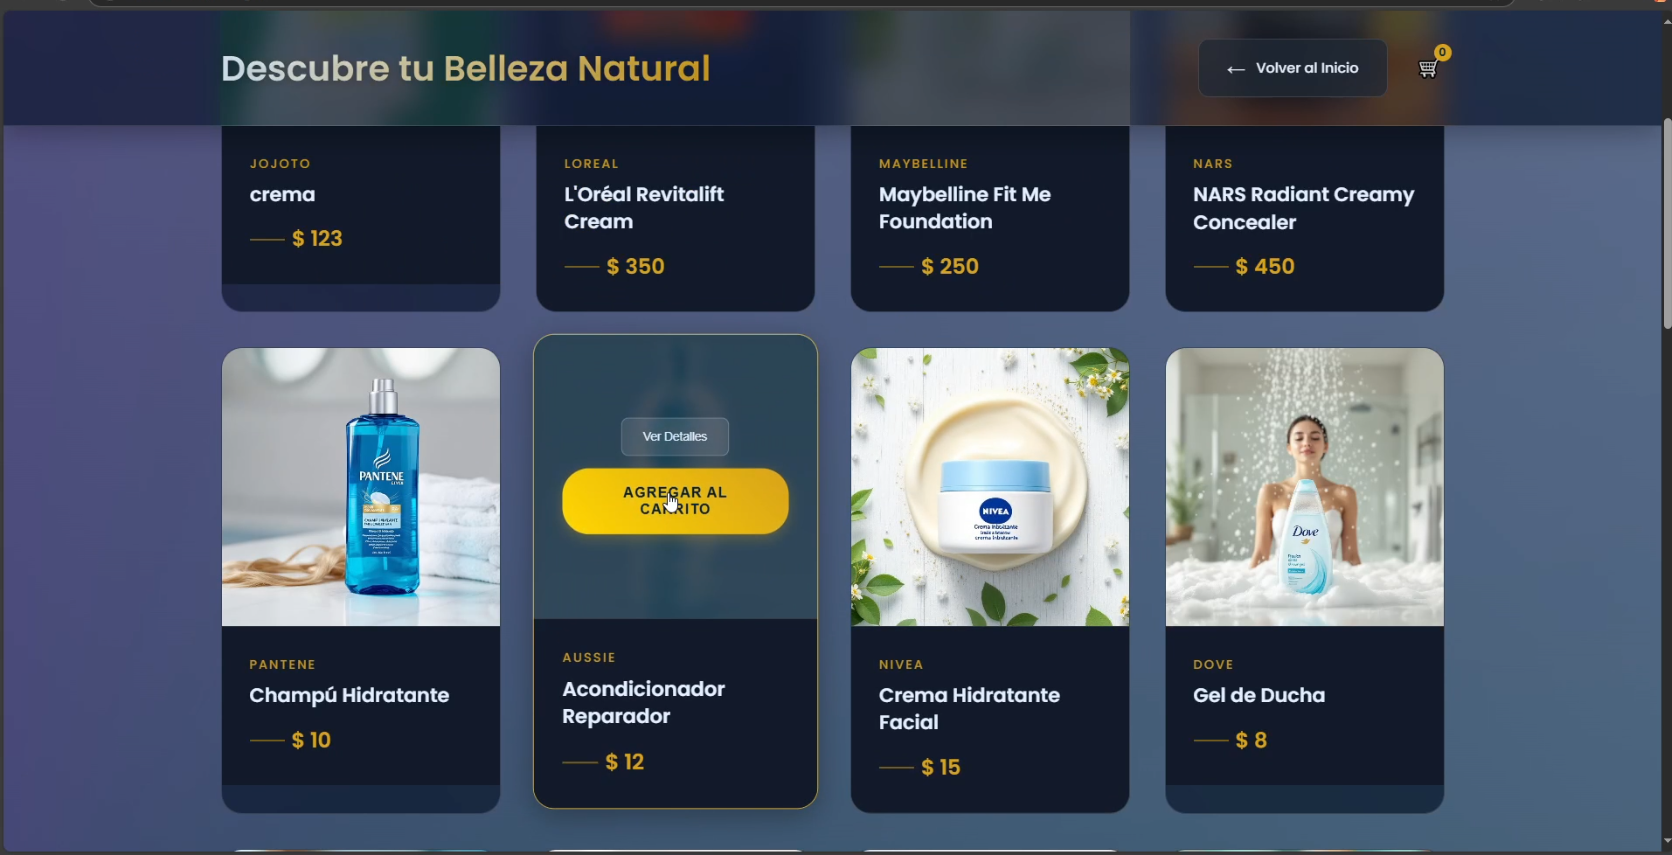 Descubre tu Belleza Natural
← Volver al Inicio
0
JOJOTO
crema
$ 123
LOREAL
L'Oréal Revitalift
Cream
$ 350
MAYBELLINE
Maybelline Fit Me
Foundation
$ 250
NARS
NARS Radiant Creamy
Concealer
$ 450
PANTENE
PANTENE
Champú Hidratante
$ 10
Ver Detalles
AGREGAR AL
CARRITO
AUSSIE
Acondicionador
Reparador
$ 12
NIVEA
NIVEA
Crema Hidratante
Facial
$ 15
Dove
DOVE
Gel de Ducha
$ 8